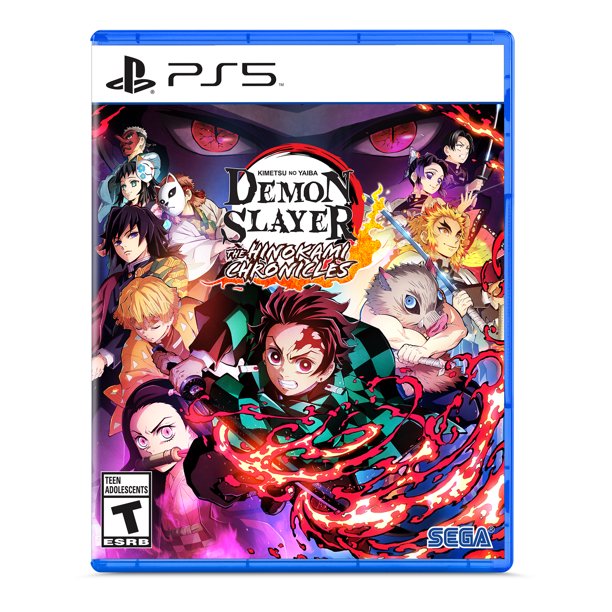 PS5
KIMETSU NO YAIBA
DEMON
SLAYER
THE HINOKAMI
CHRONICLES
TEEN
ADOLESCENTS
T
ESRB
SEGA